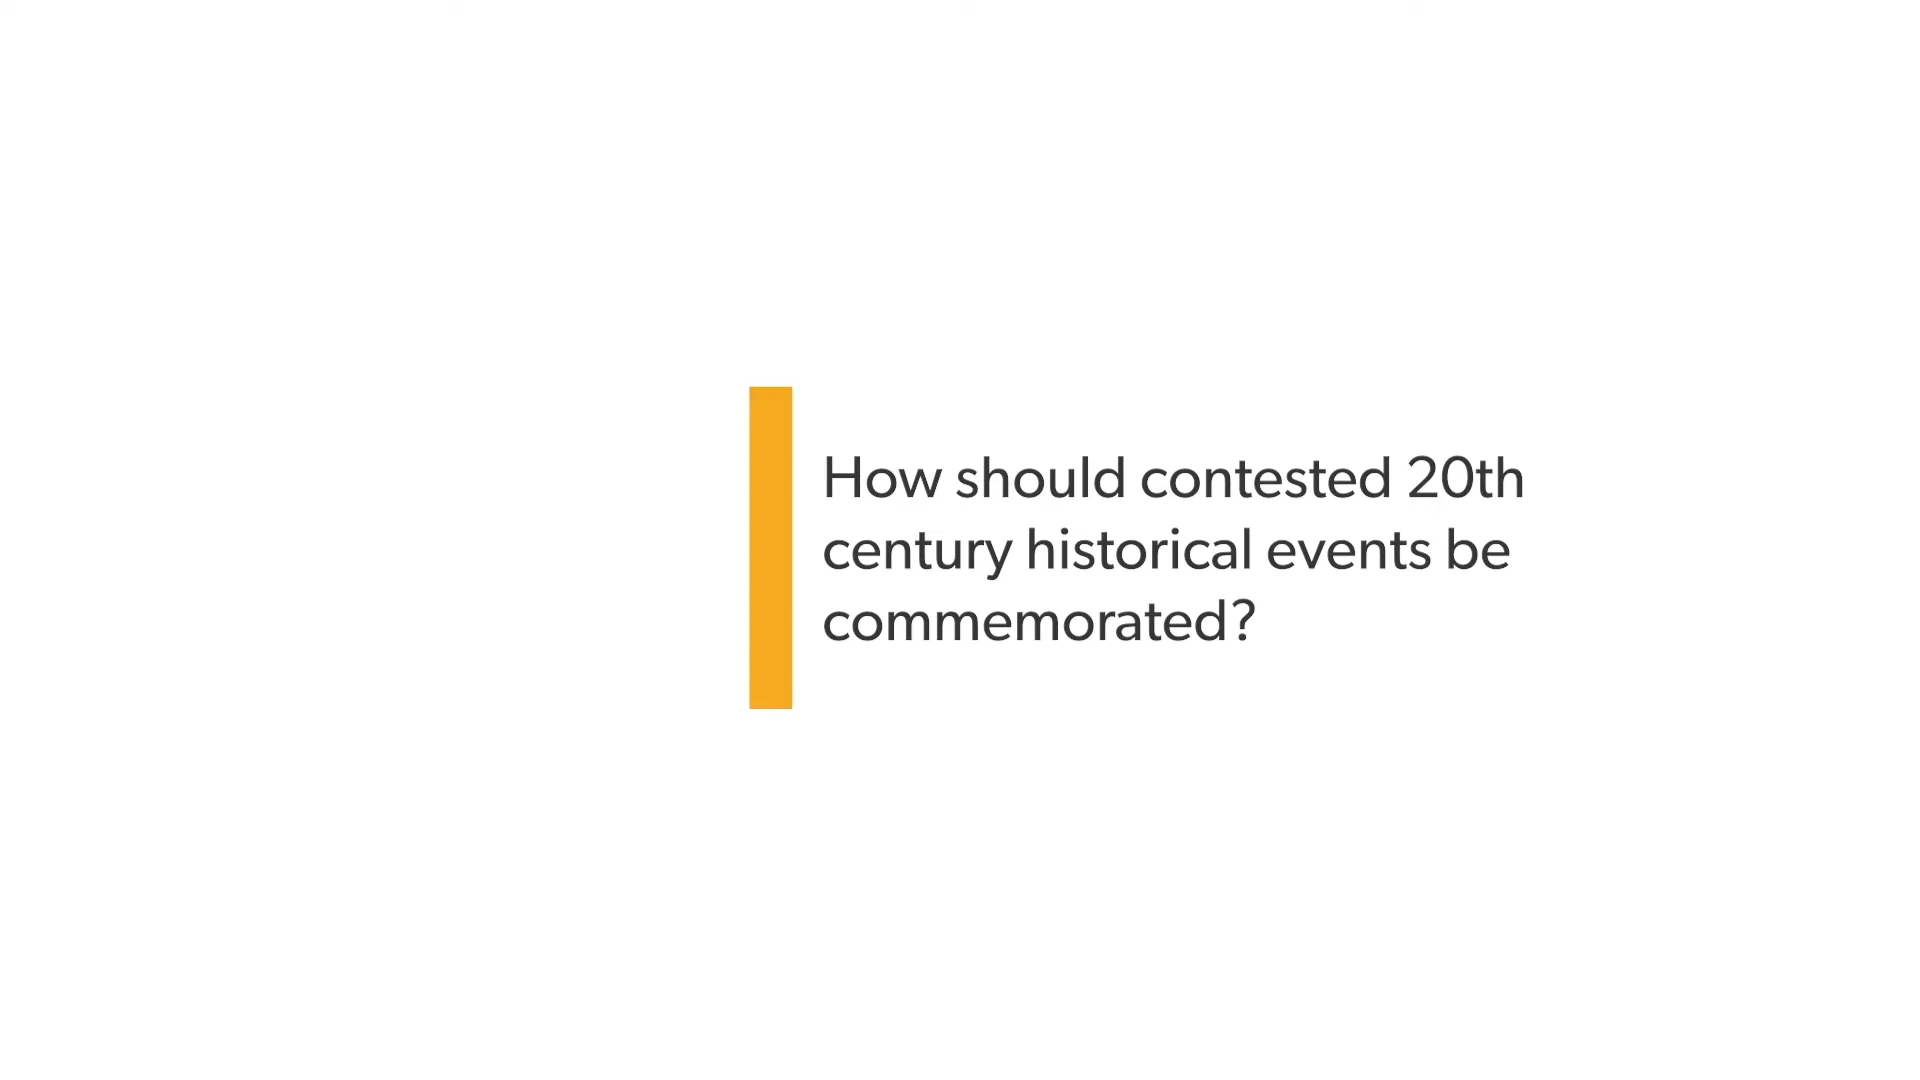 How should contested 20th
century historical events be
commemorated?